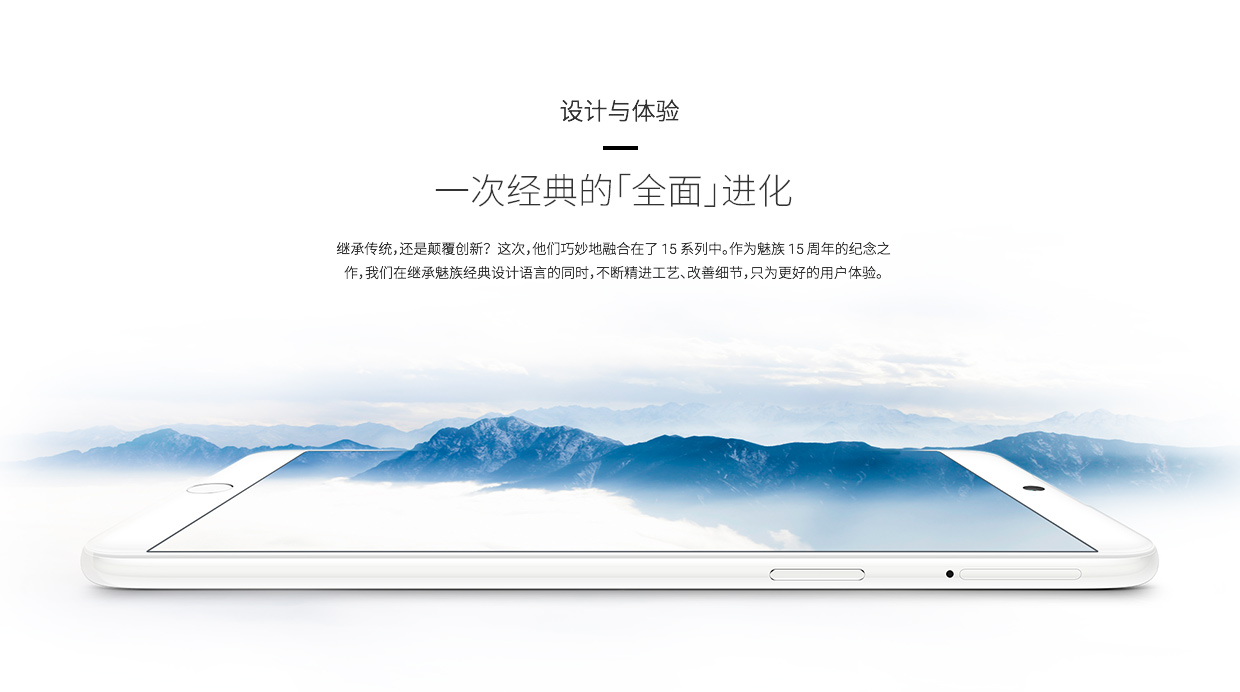 设计与体验
一次经典的「全面」进化
继承传统，还是颠覆创新？这次，他们巧妙地融合在了 15 系列中。作为魅族 15 周年的纪念之
作，我们在继承魅族经典设计语言的同时，不断精进工艺、改善细节，只为更好的用户体验。